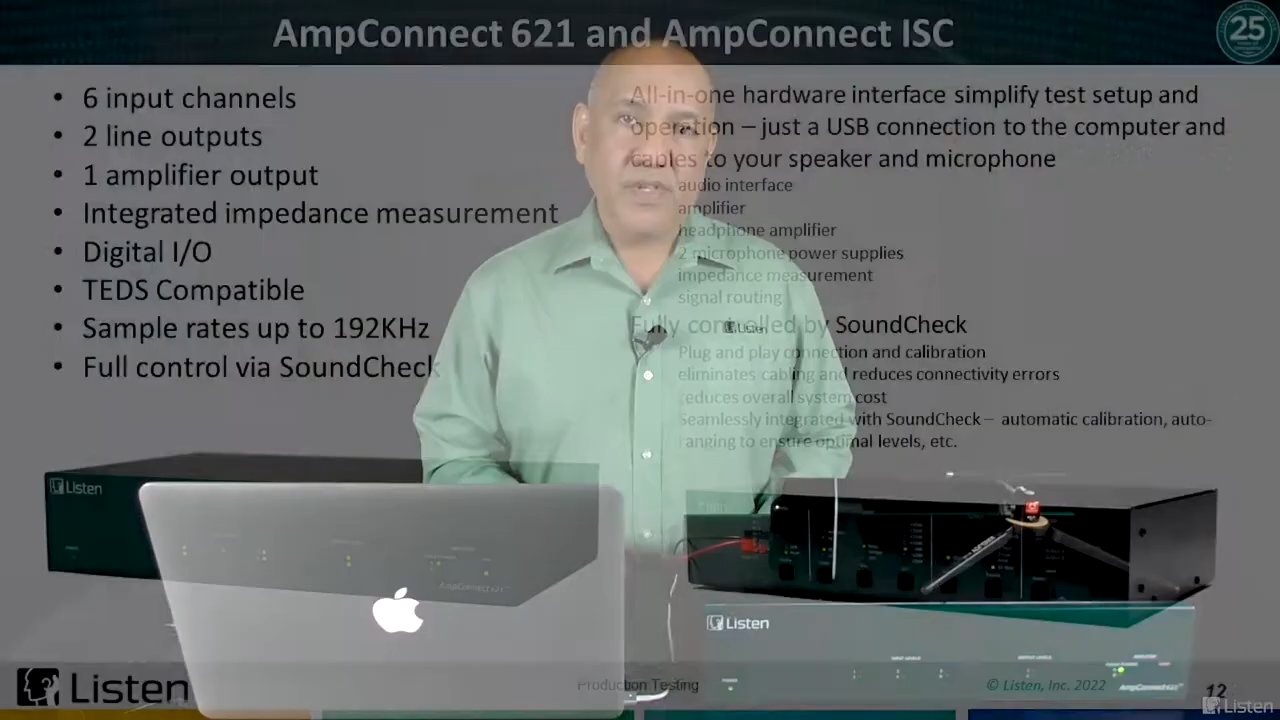 AmpConnect 621 and AmpConnect ISC
25
• 6 input channels
• 2 line outputs
• 1 amplifier output
• Integrated impedance measurement
• Digital I/O
• TEDS Compatible
• Sample rates up to 192KHz
• Full control via SoundCheck
All-in-one hardware interface simplify test setup and
operation – just a USB connection to the computer and
cables to your speaker and microphone
audio interface
amplifier
headphone amplifier
2 microphone power supplies
impedance measurement
signal routing
Fully controlled by SoundCheck
Plug and play connection and calibration
eliminates cabling and reduces connectivity errors
reduces overall system cost
Seamlessly integrated with SoundCheck – automatic calibration, auto-
ranging to ensure optimal levels, etc.
Listen
Listen
AmpConnect 621
Listen
AmpConnect 621
Listen
Production Testing
© Listen, Inc. 2022
12
Listen